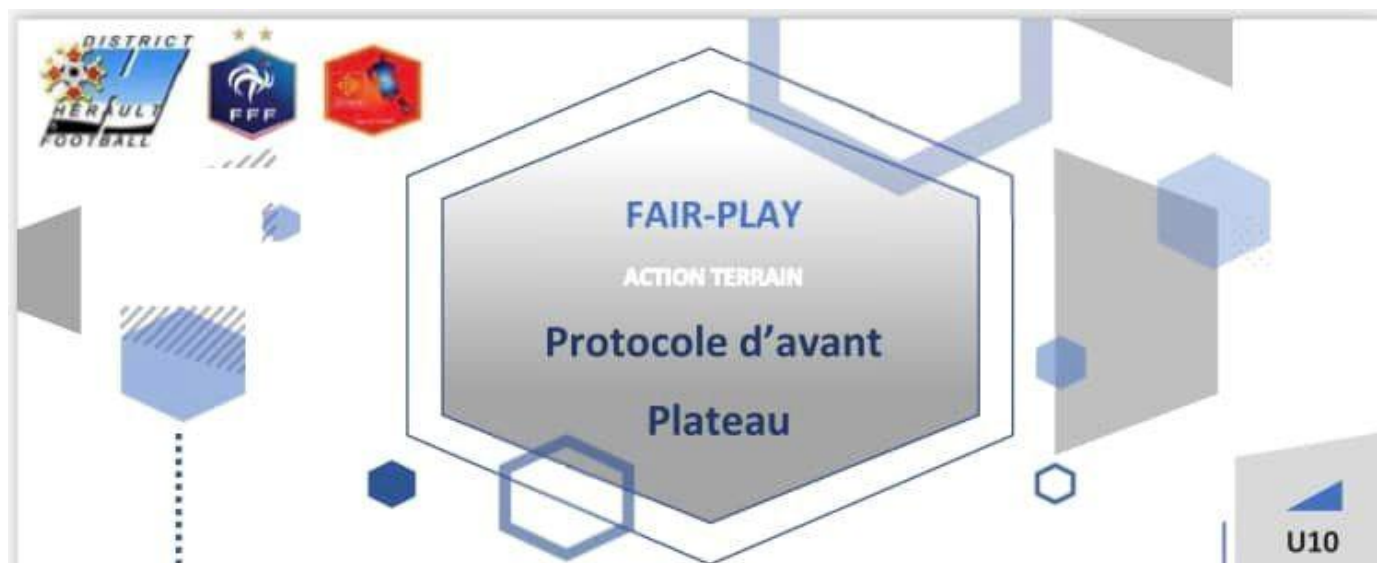 DISTRICT
HERAULT
FOOTBALL
FFF
FAIR-PLAY
ACTION TERRAIN
Protocole d'avant
Plateau
U10